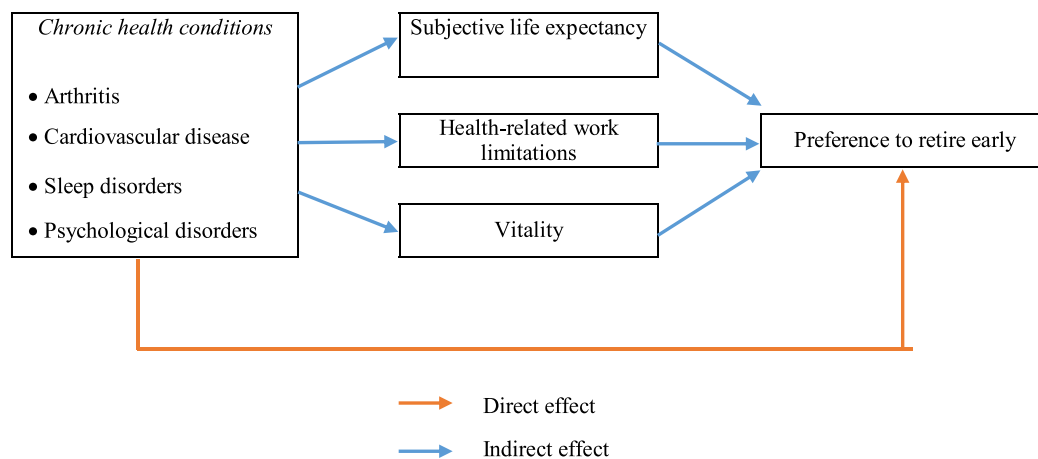 Chronic health conditions
• Arthritis
• Cardiovascular disease
• Sleep disorders
• Psychological disorders
Subjective life expectancy
Health-related work
limitations
Vitality
Preference to retire early
Direct effect
Indirect effect